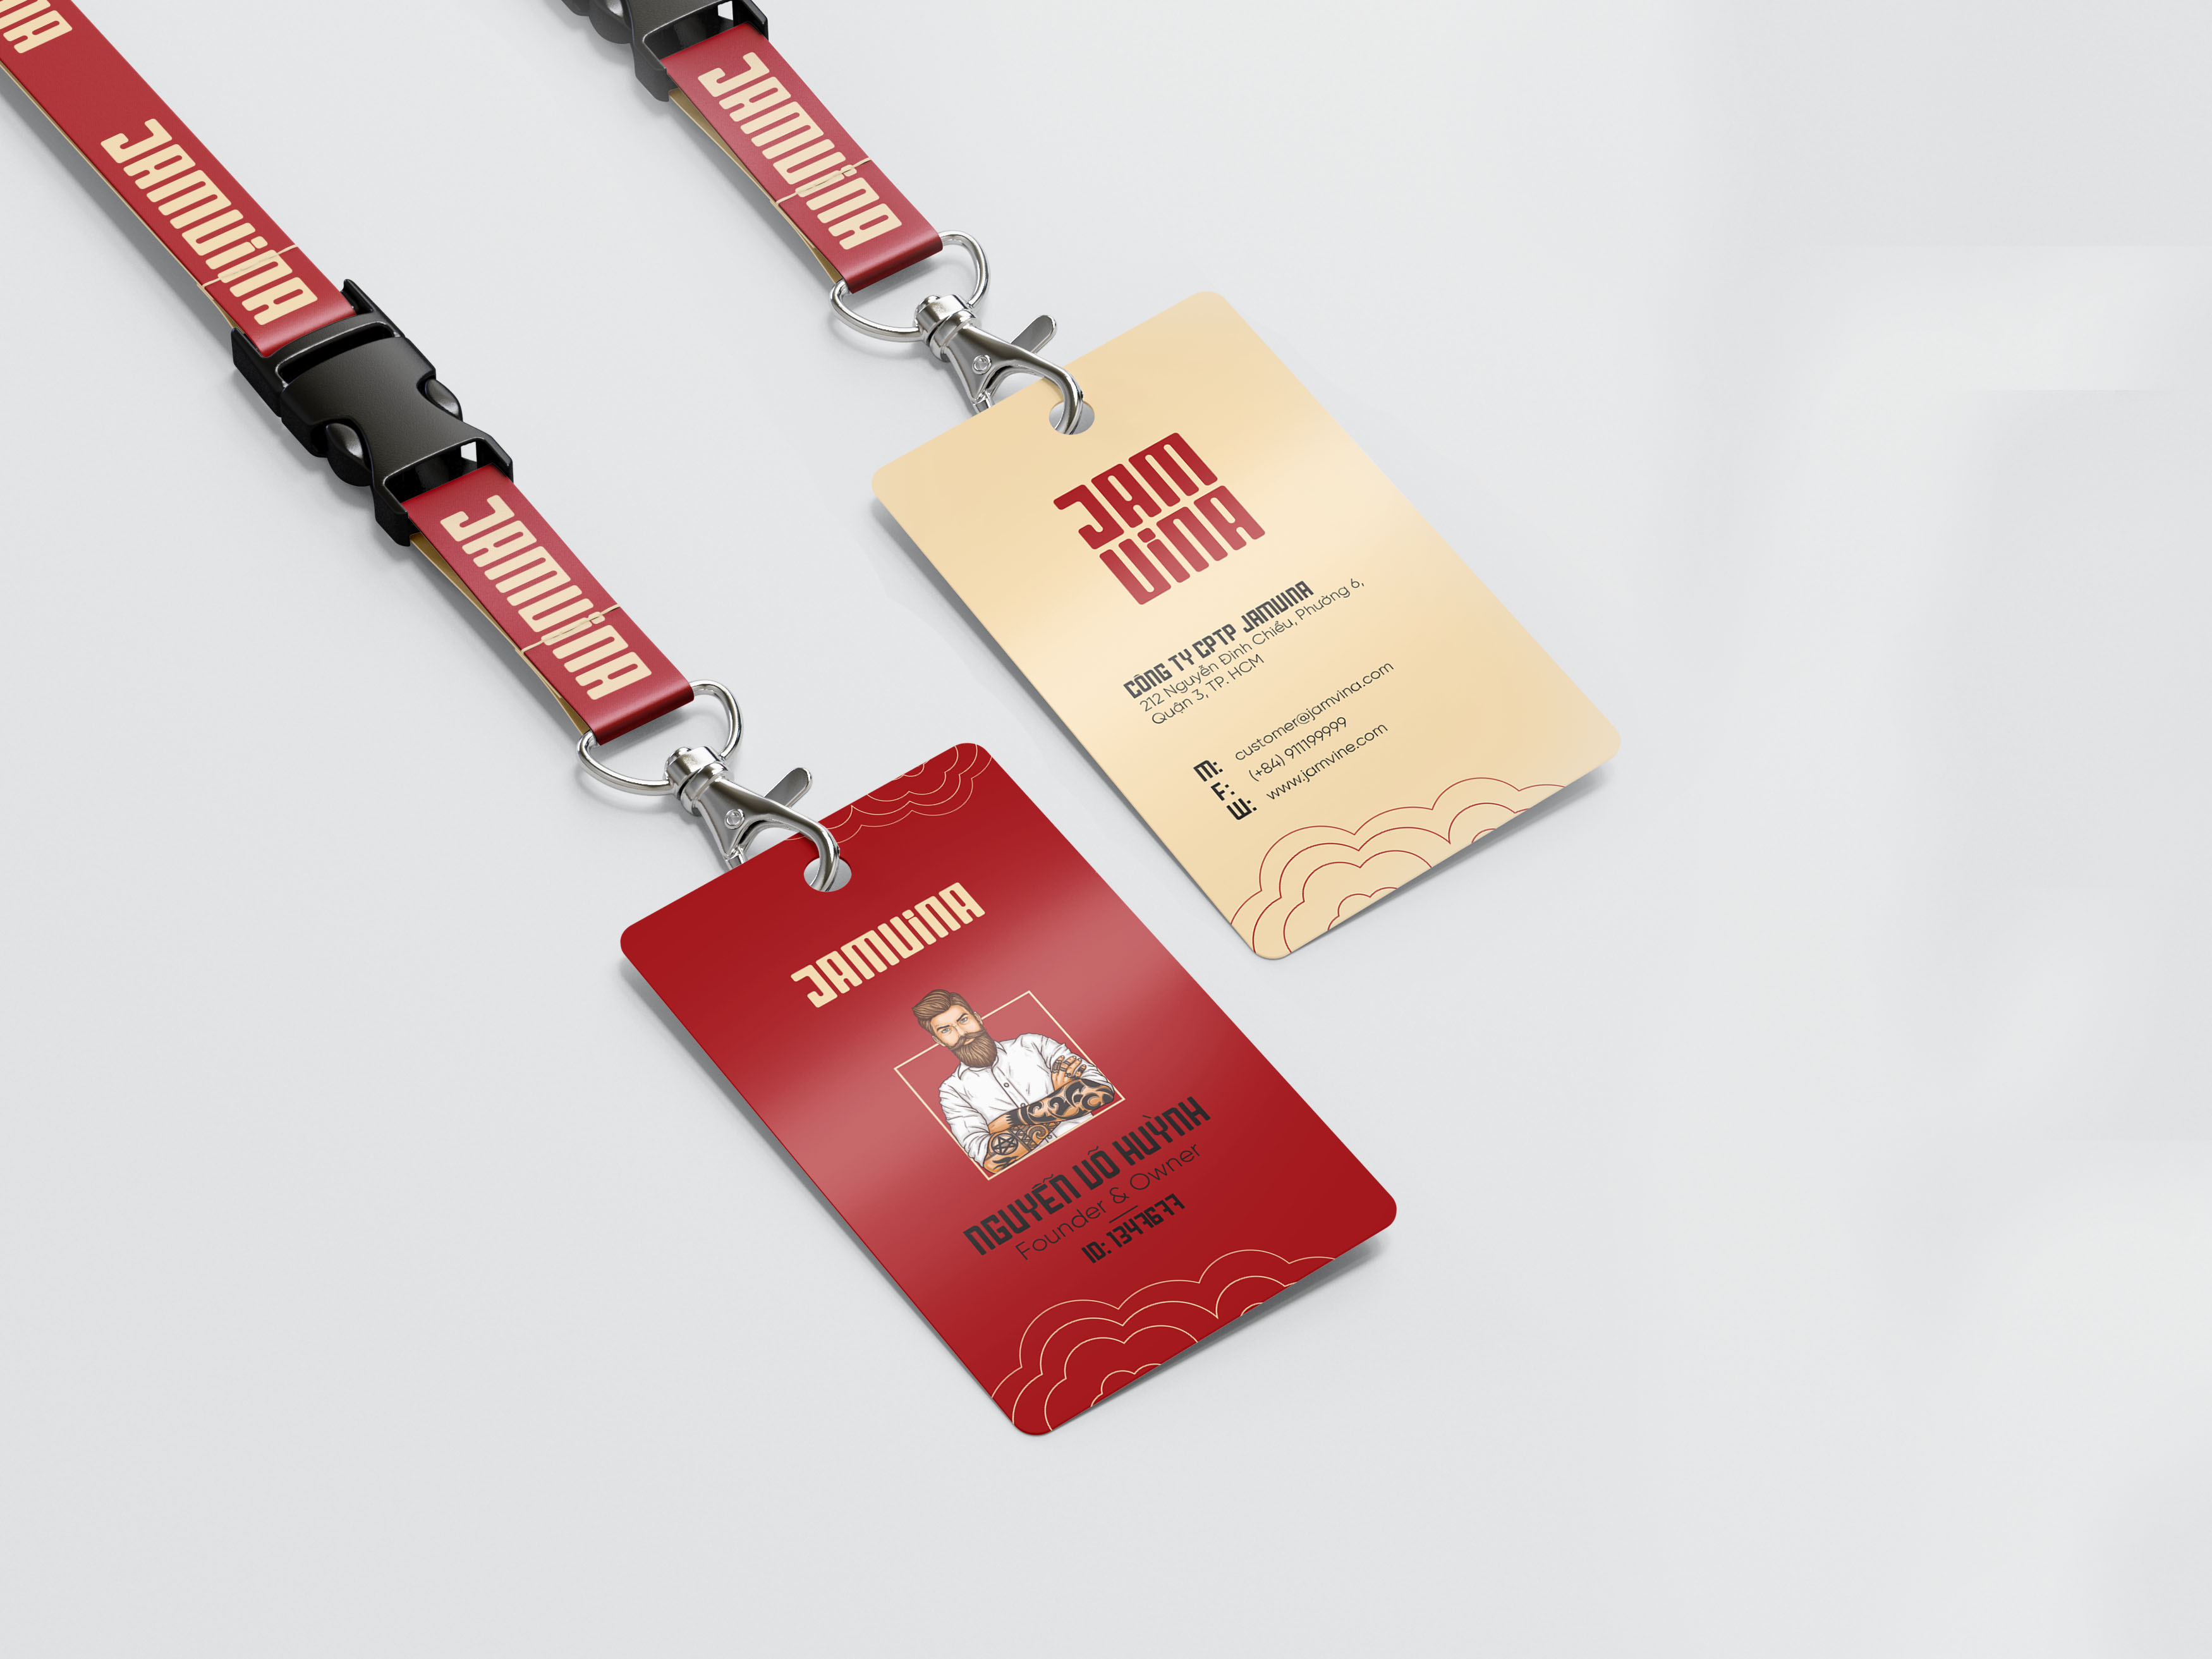 JAMVINA
JAMVINA
JAMVINA
JAM
VINA
CÔNG TY CPTP JAMVINA
212 Nguyễn Đình Chiểu, Phường 6,
Quận 3, TP. HCM
M: customer@jamvina.com
F: (+84) 911199999
W: www.jamvine.com
JAMVINA
NGUYỄN VÕ HUỲNH
Founder & Owner
ID: 1347677